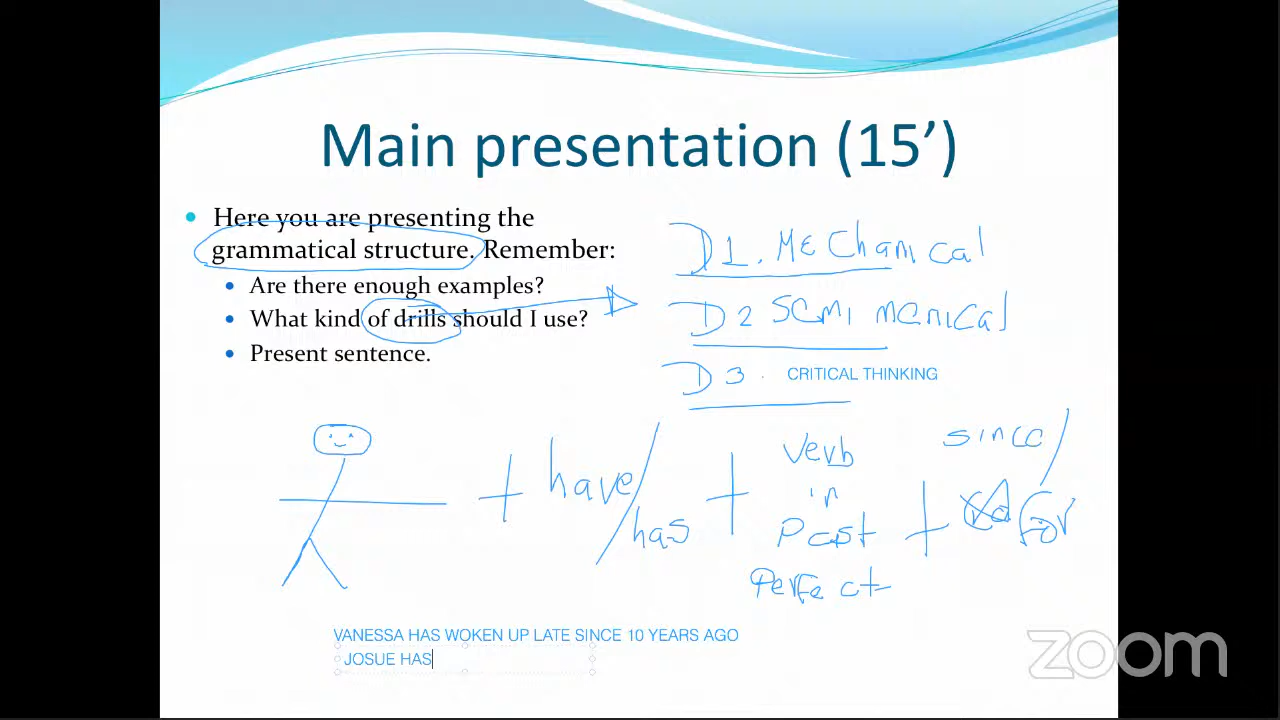 Main presentation (15’)
• Here you are presenting the
grammatical structure. Remember:
• Are there enough examples?
• What kind of drills should I use?
• Present sentence.
D1. MEChanical
D2 SEMI MCNICal
D3. CRITICAL THINKING
+ have/has + Verb in Past Perfect + since/for
VANESSA HAS WOKEN UP LATE SINCE 10 YEARS AGO
JOSUE HAS
zoom